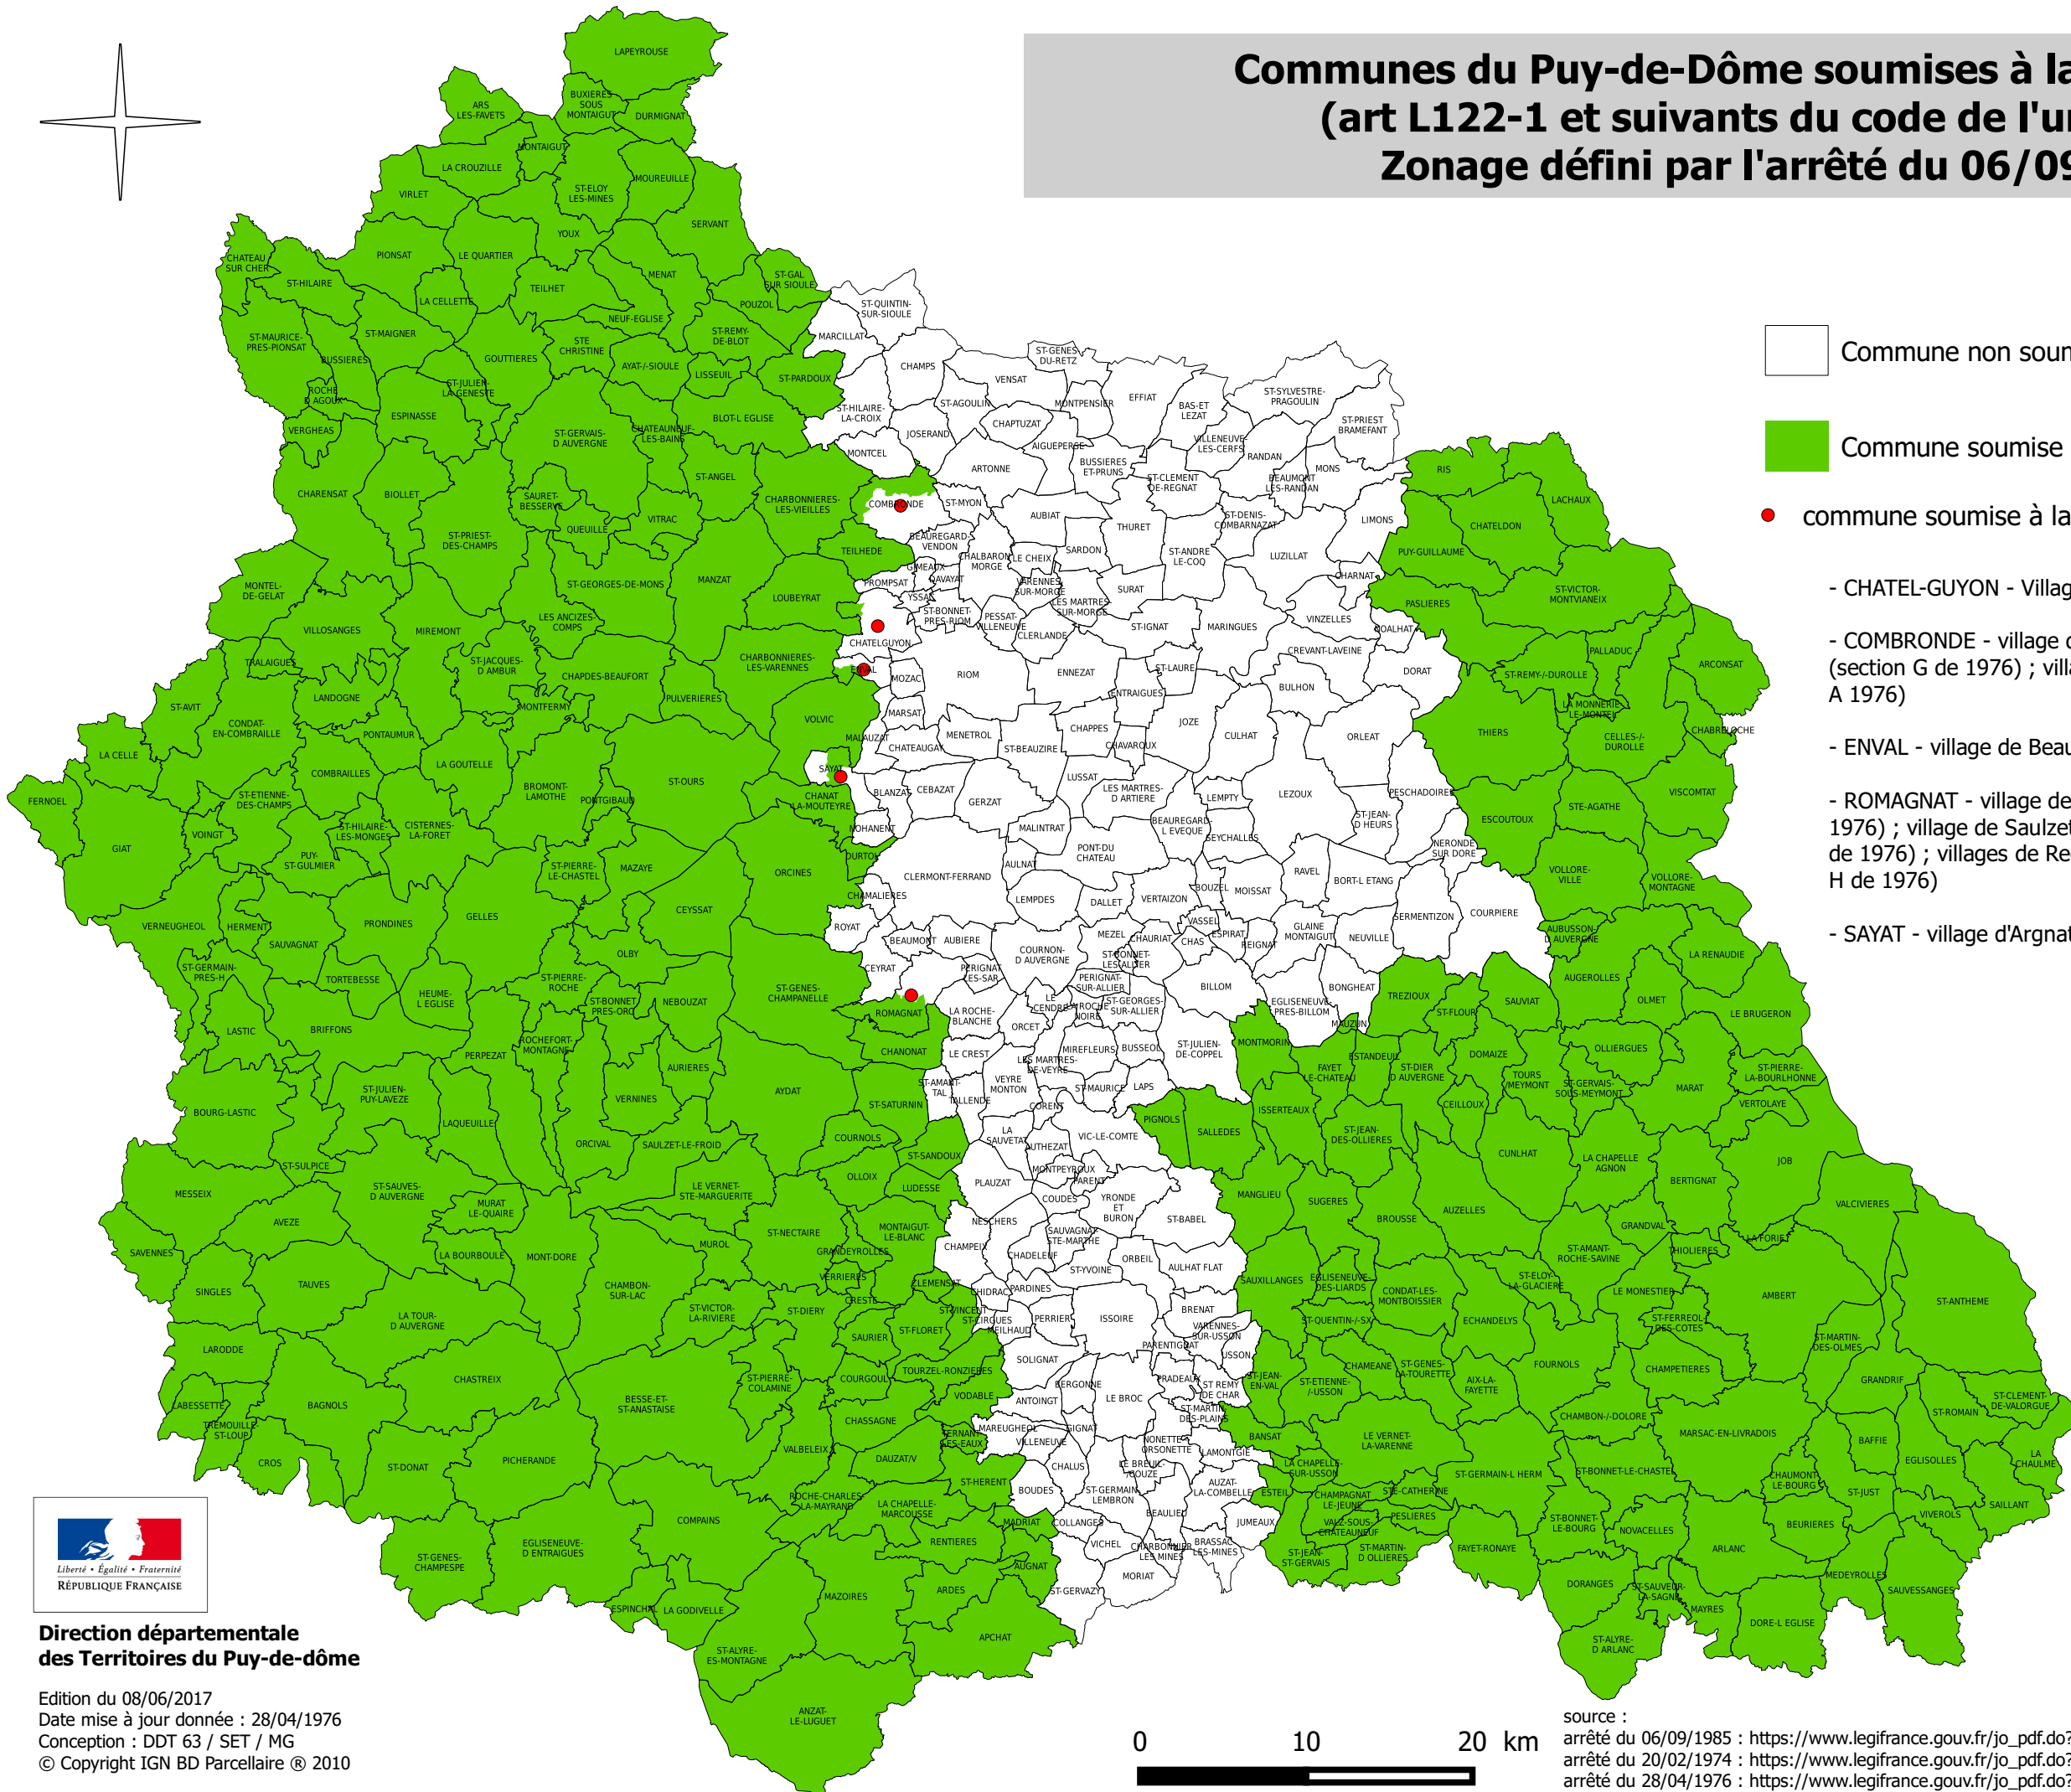 Communes du Puy-de-Dôme soumises à la
(art L122-1 et suivants du code de l'u
Zonage défini par l'arrêté du 06/09
Commune non soum
Commune soumise
commune soumise à la
- CHATEL-GUYON - Villag
- COMBRONDE - village d
(section G de 1976) ; villa
A 1976)
- ENVAL - village de Beau
- ROMAGNAT - village de
1976) ; village de Saulzet
de 1976) ; villages de Re
H de 1976)
- SAYAT - village d'Argnat
LAPEYROUSE
ARS
LES-FAVETS
BUXIERES
SOUS
MONTAIGUT
DURMIGNAT
MONTAIGUT
LA CROUZILLE
VIRLET
ST-ELOY
LES-MINES
MOUREUILLE
SERVANT
YOUX
PIONSAT
LE QUARTIER
CHATEAU
SUR CHER
ST-HILAIRE
LA CELLETTE
TEILHET
MENAT
ST-GAL
SUR SIOULE
POUZOL
NEUF-EGLISE
ST-REMY-
DE-BLOT
ST-MAURICE-
PRES-PIONSAT
ST-MAIGNER
BUSSIERES
GOUTTIERES
STE
CHRISTINE
AYAT-/-SIOULE
LISSEUIL
ST-PARDOUX
ROCHE
D AGOUX
ST-JULIEN-
LA-GENESTE
ESPINASSE
VERGHEAS
ST-GERVAIS-
D AUVERGNE
CHATEAUNEUF-
LES-BAINS
BLOT-L EGLISE
ST-QUINTIN-
SUR-SIOULE
MARCILLAT
CHAMPS
ST-HILAIRE-
LA-CROIX
JOSERAND
MONTCEL
VENSAT
ST-GENES
DU-RETZ
ST-AGOULIN
MONTPENSIER
EFFIAT
CHAPTUZAT
AIGUEPERSE
BAS-ET
LEZAT
ST-SYLVESTRE-
PRAGOULIN
ST-PRIEST
BRAMEFANT
VILLENEUVE-
LES-CERFS
RANDAN
MONS
BEAUMONT
LES-RANDAN
ARTONNE
BUSSIERES
ET-PRUNS
ST-CLEMENT
DE-REGNAT
CHARENSAT
BIOLLET
SAURET-
BESSERVE
QUEUILLE
VITRAC
ST-ANGEL
CHARBONNIERES-
LES-VIEILLES
COMBRONDE
ST-MYON
AUBIAT
THURET
ST-DENIS-
COMBARNAZAT
LIMONS
RIS
LACHAUX
CHATELDON
PUY-GUILLAUME
ST-PRIEST-
DES-CHAMPS
TEILHEDE
BEAUREGARD-
VENDON
CHALBARON
MORGE
LE CHEIX
SARDON
ST-ANDRE
LE-COQ
LUZILLAT
GIMEAUX
PROMPSAT
DAVAYAT
YSSAC
VARENNES-
SUR-MORGE
SURAT
CHARNAT
ST-VICTOR-
MONTVIANEIX
PASLIERES
MONTEL-
DE-GELAT
ST-GEORGES-DE-MONS
MANZAT
LOUBEYRAT
ST-BONNET-
PRES-RIOM
PESSAT-
VILLENEUVE
LES MARTRES-
SUR-MORGE
CLERLANDE
ST-IGNAT
MARINGUES
VINZELLES
NOALHAT
VILLOSANGES
MIREMONT
LES ANCIZES-
COMPS
CHATELGUYON
CREVANT-LAVEINE
PALLADUC
ARCONSAT
TRALAIGUES
ST-JACQUES-
D AMBUR
CHAPDES-BEAUFORT
CHARBONNIERES-
LES-VARENNES
ENVAL
MOZAC
RIOM
ENNEZAT
ST-LAURE
ENTRAIGUES
BULHON
DORAT
ST-REMY-/-DUROLLE
ST-AVIT
LANDOGNE
MONTFERMY
PULVERIERES
LA MONNERIE
LE-MONTEL
CONDAT-
EN-COMBRAILLE
PONTAUMUR
VOLVIC
MARSAT
MALAUZAT
CHATEAUGAY
MENETROL
ST-BEAUZIRE
CHAPPES
CHAVAROUX
JOZE
CULHAT
ORLEAT
THIERS
CELLES-/-
DUROLLE
CHABRELOCHE
LA CELLE
COMBRAILLES
LA GOUTELLE
SAYAT
LUSSAT
FERNOEL
ST-ETIENNE-
DES-CHAMPS
BROMONT-
LAMOTHE
PONTGIBAUD
ST-OURS
CHANAT
LA-MOUTEYRE
BLANZAT
CEBAZAT
GERZAT
LES MARTRES-
D ARTIERE
LEMPTY
LEZOUX
PESCHADOIRES
VISCOMTAT
STE-AGATHE
ESCOUTOUX
GIAT
VOINGT
ST-HILAIRE-
LES-MONGES
CISTERNES-
LA-FORET
NOHANENT
MALINTRAT
BEAUREGARD-
L EVEQUE
SEYCHALLES
ST-JEAN-
D HEURS
NERONDE
SUR DORE
PUY-
ST-GULMIER
ST-PIERRE-
LE-CHASTEL
MAZAYE
ORCINES
DURTOL
PONT-DU
CHATEAU
AULNAT
CLERMONT-FERRAND
CHAMALIERES
LEMPDES
DALLET
VERTAIZON
BOUZEL
MOISSAT
RAVEL
BORT-L ETANG
VOLLORE-
VILLE
VOLLORE-
MONTAGNE
VERNEUGHEOL
HERMENT
SAUVAGNAT
PRONDINES
GELLES
CEYSSAT
ROYAT
BEAUMONT
AUBIERE
COURNON-
D AUVERGNE
MEZEL
CHAURIAT
VASSEL
CHAS
ESPIRAT
REIGNAT
GLAINE
MONTAIGUT
NEUVILLE
SERMENTIZON
COURPIERE
AUBUSSON-
D AUVERGNE
LA RENAUDIE
ST-GERMAIN-
PRES-H
TORTEBESSE
HEUME-
L EGLISE
ST-PIERRE-
ROCHE
OLBY
ST-BONNET
PRES-ORC
NEBOUZAT
ST-GENES-
CHAMPANELLE
CEYRAT
PERIGNAT
LES-SAR
ST-BONNET-
LES-ALLIER
PERIGNAT-
SUR-ALLIER
BILLOM
BONGHEAT
EGLISENEUVE-
PRES-BILLOM
TREZIOUX
SAUVIAT
AUGEROLLES
OLMET
LE BRUGERON
LASTIC
BRIFFONS
ROMAGNAT
LA ROCHE-
BLANCHE
LE
CENDRE
LA ROCHE
NOIRE
ST-GEORGES-
SUR-ALLIER
ORCET
MAUZUN
ST-FLOUR
PERPEZAT
ROCHEFORT-
MONTAGNE
AURIERES
CHANONAT
LE CREST
LES MARTRES-
DE-VEYRE
MIREFLEURS
BUSSEOL
ST-JULIEN-
DE-COPPEL
MONTMORIN
ESTANDEUIL
FAYET
LE-CHATEAU
ST-DIER
D AUVERGNE
DOMAIZE
TOURS
/MEYMONT
OLLIERGUES
ST-GERVAIS-
SOUS-MEYMONT
MARAT
ST-PIERRE-
LA-BOURLHONNE
VERTOLAYE
BOURG-LASTIC
ST-JULIEN-
PUY-LAVEZE
LAQUEUILLE
VERNINES
AYDAT
ST-SATURNIN
ST-AMANT-
TAL
TALLENDE
VEYRE
MONTON
ST-MAURICE
LAPS
CORENT
PIGNOLS
SALLEDES
ISSERTEAUX
ST-JEAN-
DES-OLLIERES
CEILLOUX
ORCIVAL
SAULZET-LE-FROID
COURNOLS
ST-SANDOUX
LA
SAUVETAT
AUTHEZAT
VIC-LE-COMTE
CUNLHAT
LA CHAPELLE
AGNON
JOB
ST-SULPICE
MESSEIX
ST-SAUVES-
D AUVERGNE
MURAT
LE-QUAIRE
LE VERNET-
STE-MARGUERITE
OLLOIX
LUDESSE
PLAUZAT
MONTPEYROUX
PARENT
COUDES
YRONDE
ET
BURON
ST-BABEL
MANGLIEU
SUGERES
BROUSSE
AUZELLES
BERTIGNAT
VALCIVIERES
AVEZE
SAVENNES
LA BOURBOULE
MONT-DORE
MUROL
ST-NECTAIRE
MONTAIGUT-
LE-BLANC
GRANDEYROLLES
NESCHERS
CHAMPEIX
SAUVAGNAT
STE-MARTHE
CHADELEUF
ORBEIL
ST-YVOINE
AULHAT FLAT
GRANDVAL
ST-AMANT-
ROCHE-SAVINE
THIOLIERES
LA-FORIE
SINGLES
TAUVES
CHAMBON-
SUR-LAC
VERRIERES
CLEMENSAT
CHIDRAC
PARDINES
SAUXILLANGES
EGLISENEUVE-
DES-LIARDS
CONDAT-LES-
MONTBOISSIER
ST-ELOY-
LA-GLACIERE
LE MONESTIER
AMBERT
ST-ANTHEME
LA TOUR-
D AUVERGNE
ST-VICTOR-
LA-RIVIERE
ST-DIERY
CRESTE
SAURIER
ST-FLORET
ST-VINCENT
ST-CIRGUES
MEILHAUD
PERRIER
ISSOIRE
BRENAT
VARENNES-
SUR-USSON
ST-QUENTIN-/-SX
ECHANDELYS
ST-FERREOL-
DES-COTES
ST-MARTIN-
DES-OLMES
LARODDE
CHASTREIX
TOURZEL-RONZIERES
SOLIGNAT
PARENTIGNAT
USSON
CHAMEANE
ST-GENES-
LA-TOURETTE
FOURNOLS
CHAMPETIERES
GRANDRIF
LABESSETTE
BAGNOLS
BESSE-ET-
ST-ANASTAISE
ST-PIERRE-
COLAMINE
COURGOUL
VODABLE
BERGONNE
ANTOINGT
LE BROC
PRADEAUX
ST REMY
DE CHAR
ST-JEAN-
EN-VAL
ST-ETIENNE-
/-USSON
AIX-LA-
FAYETTE
ST-CLEMENT-
DE-VALORGUE
ST-ROMAIN
TREMOUILLE-
ST-LOUP
CHASSAGNE
TERNANT-
LES-EAUX
MAREUGHEOL
VILLENEUVE
GIGNAT
ST-MARTIN-
DES-PLAINS
BANSAT
LE VERNET-
LA-VARENNE
CHAMBON-/-DOLORE
MARSAC-EN-LIVRADOIS
BAFFIE
EGLISOLLES
LA
CHAULME
CROS
ST-DONAT
PICHERANDE
VALBELEIX
DAUZAT/V
ST-HERENT
CHALUS
BOUDES
NONETTE-
ORSONETTE
LAMONTGIE
LE BREUIL-
/COUZE
AUZAT-
LA-COMBELLE
LA CHAPELLE-
SUR-USSON
ESTEIL
CHAMPAGNAT
LE-JEUNE
STE-CATHERINE
ST-GERMAIN-L HERM
ST-BONNET-LE-CHASTEL
CHAUMONT-
LE-BOURG
ST-JUST
SAILLANT
VIVEROLS
COMPAINS
ROCHE-CHARLES-
LA-MAYRAND
LA CHAPELLE-
MARCOUSSE
MADRIAT
ST-GERMAIN-
LEMBRON
BEAULIEU
COLLANGES
JUMEAUX
VALZ-SOUS-
CHATEAUNEUF
PESLIERES
ST-BONNET-
LE-BOURG
NOVACELLES
BEURIERES
ST-GENES-
CHAMPESPE
EGLISENEUVE-
D ENTRAIGUES
RENTIERES
AUGNAT
VICHEL
CHARBONNIER
LES MINES
BRASSAC
LES-MINES
MORIAT
ST-GERVAZY
ST-JEAN-
ST-GERVAIS
ST-MARTIN-
D OLLIERES
FAYET-RONAYE
ARLANC
MEDEYROLLES
SAUVESSANGES
ESPINCHAL
LA GODIVELLE
MAZOIRES
ARDES
APCHAT
DORANGES
ST-SAUVEUR-
LA-SAGNE
MAYRES
DORE-L EGLISE
ST-ALYRE-
ES-MONTAGNE
ST-ALYRE-
D ARLANC
ANZAT-
LE-LUGUET
Liberté • Égalité • Fraternité
RÉPUBLIQUE FRANÇAISE
Direction départementale
des Territoires du Puy-de-dôme
Edition du 08/06/2017
Date mise à jour donnée : 28/04/1976
Conception : DDT 63 / SET / MG
© Copyright IGN BD Parcellaire ® 2010
0 10 20 km
source :
arrêté du 06/09/1985 : https://www.legifrance.gouv.fr/jo_pdf.do?
arrêté du 20/02/1974 : https://www.legifrance.gouv.fr/jo_pdf.do?
arrêté du 28/04/1976 : https://www.legifrance.gouv.fr/jo_pdf.do?